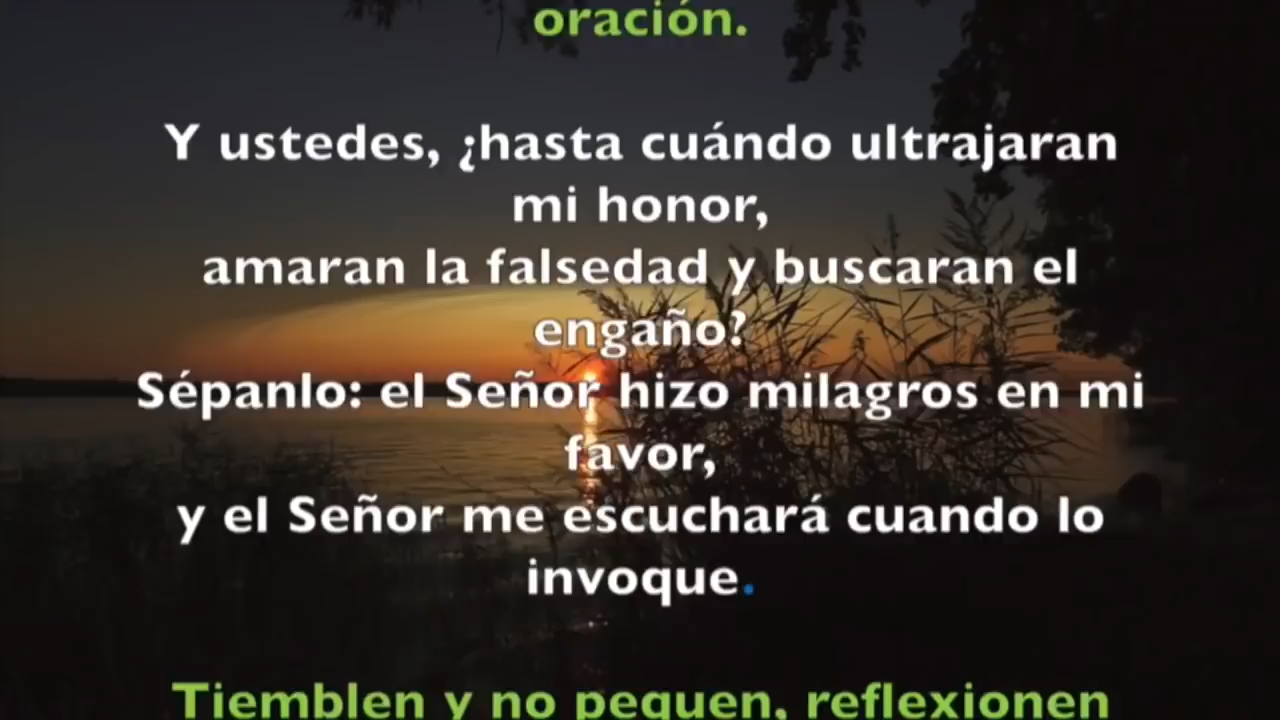 oración.
Y ustedes, ¿hasta cuándo ultrajaran
mi honor,
amaran la falsedad y buscaran el
engaño?
Sépanlo: el Señor hizo milagros en mi
favor,
y el Señor me escuchará cuando lo
invoque.
Tiemblen y no pequen, reflexionen